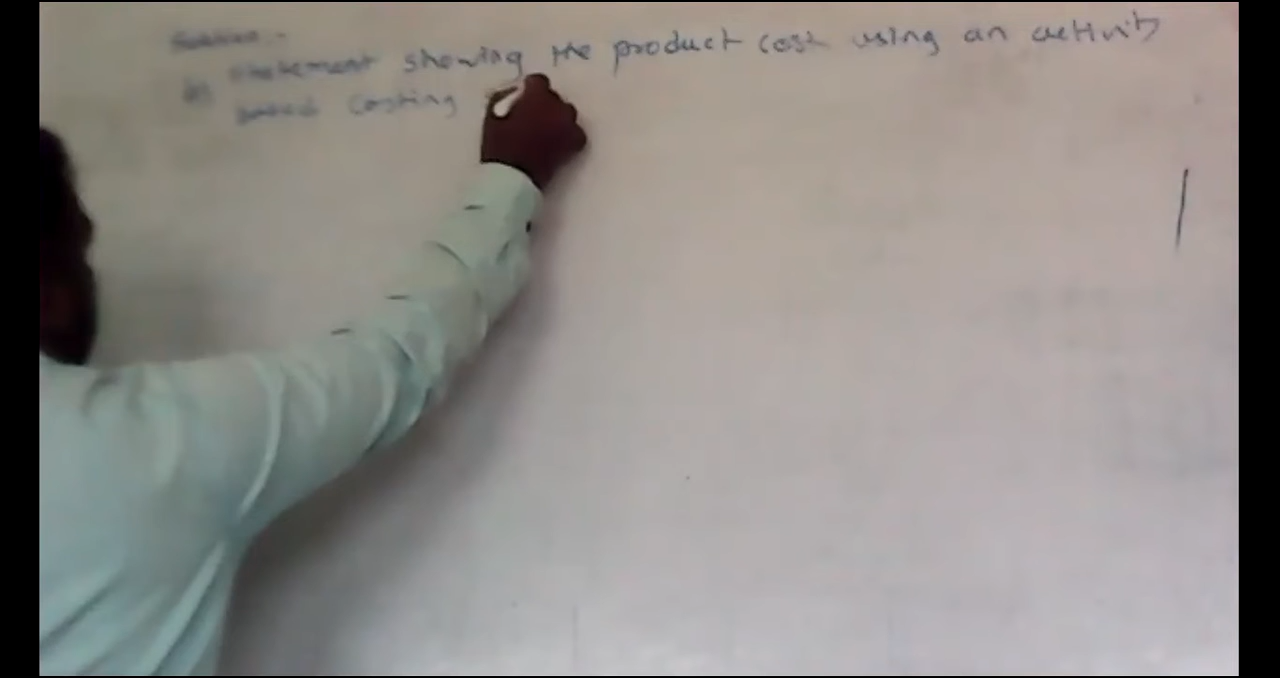 Solution:-
Statement showing the product cost using an activity
based costing